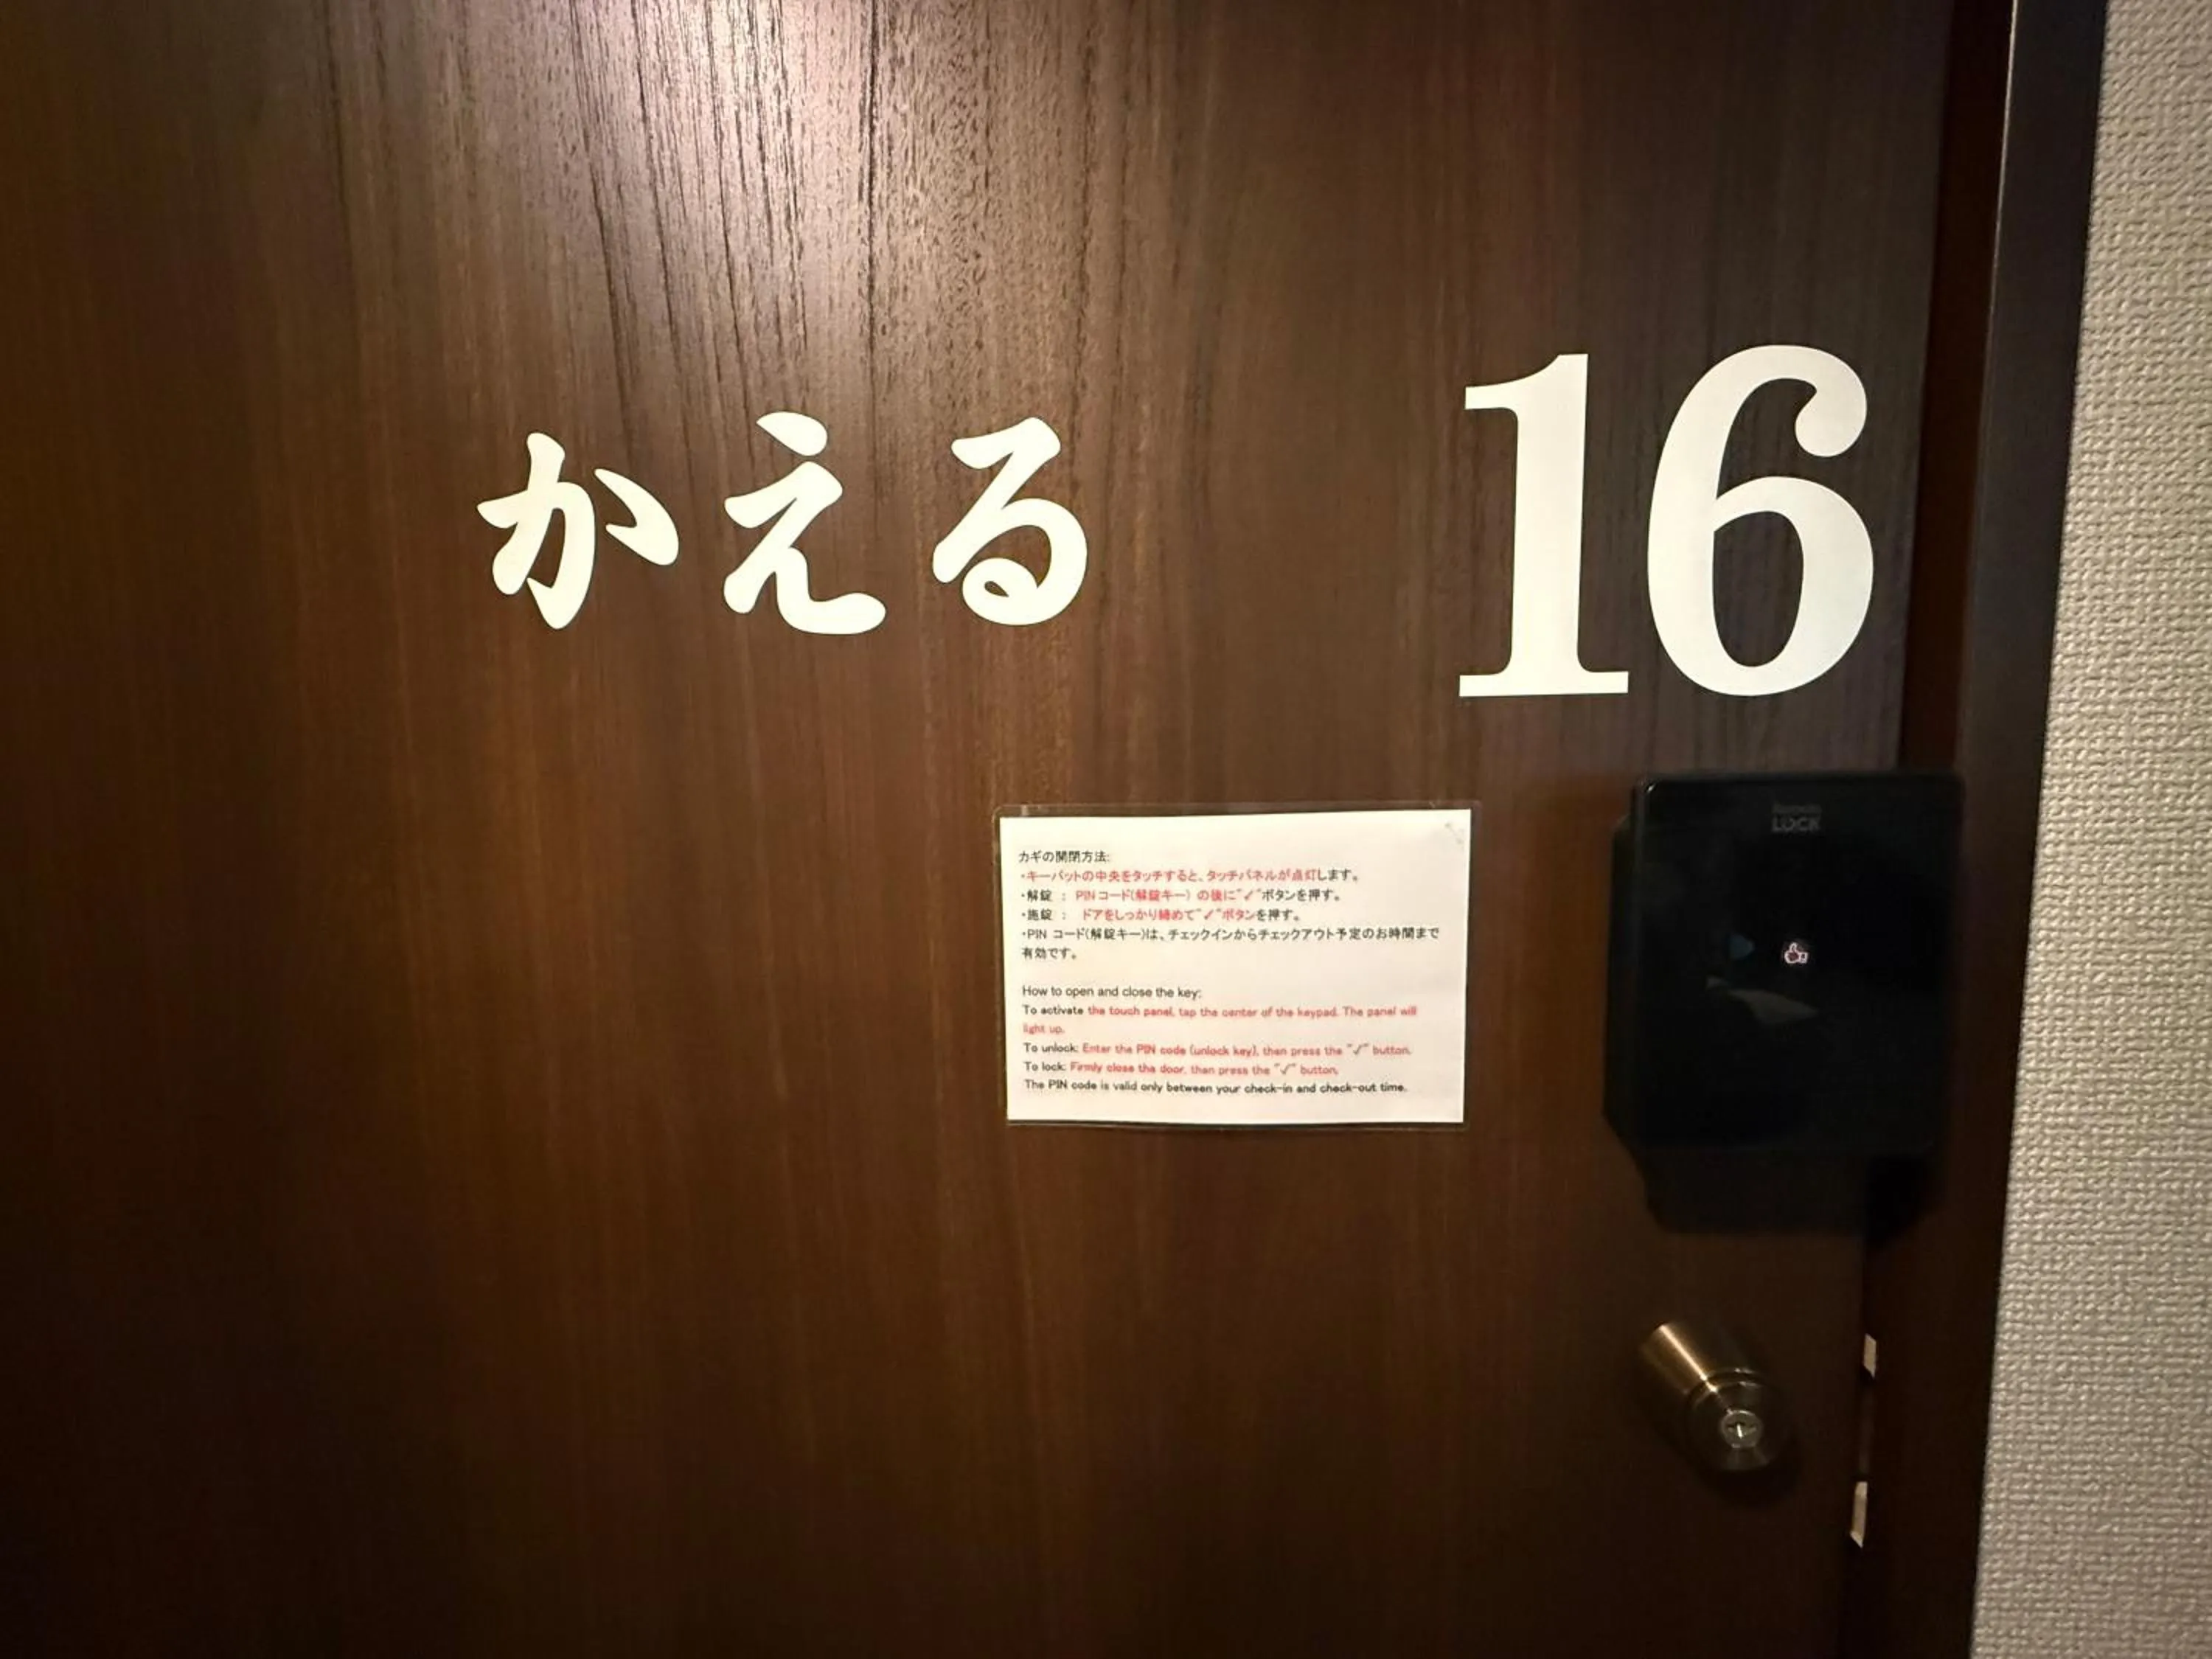 かえる
16
カギの開閉方法:
・キーパットの中央をタッチすると、タッチパネルが点灯します。
・解錠 : PINコード(解錠キー) の後に"✓"ボタンを押す。
・施錠 : ドアをしっかり締めて"✓"ボタンを押す。
・PIN コード(解錠キー)は、チェックインからチェックアウト予定のお時間まで
有効です。
How to open and close the key:
To activate the touch panel, tap the center of the keypad. The panel will
light up.
To unlock: Enter the PIN code (unlock key), then press the "✓" button.
To lock: Firmly close the door, then press the "✓" button.
The PIN code is valid only between your check-in and check-out time.
LOCK